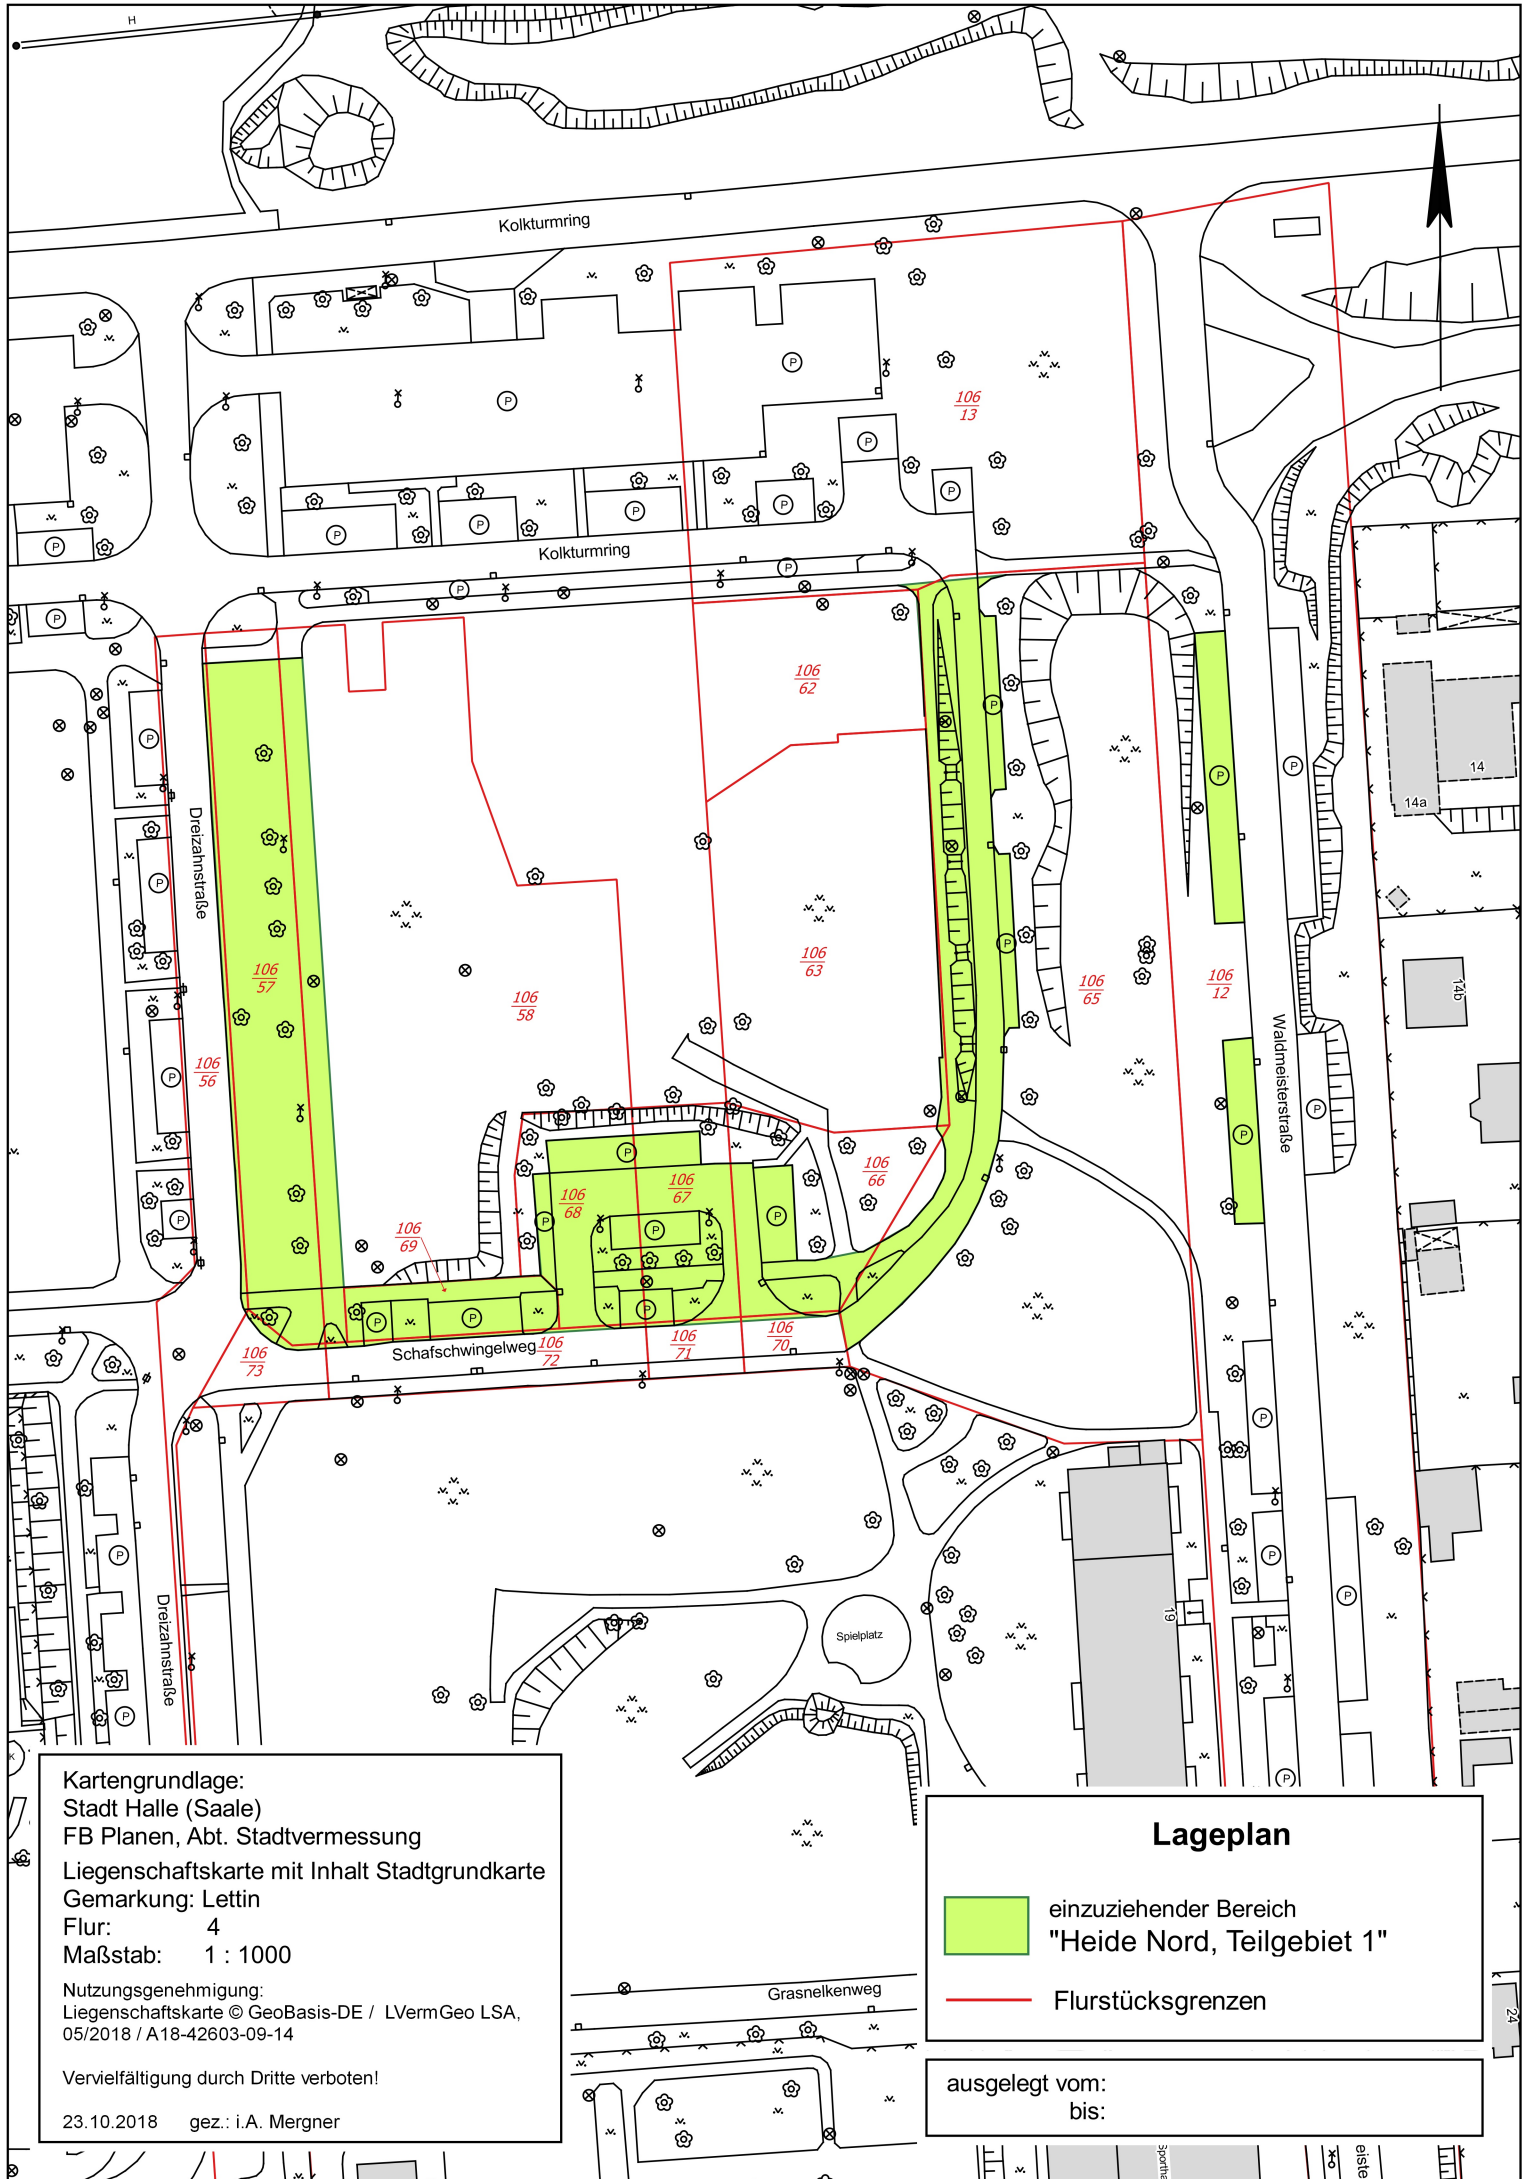 H
Kolkturmring
P
P
106
13
P
P
P
P
P
P
P
Kolkturmring
P
P
P
106
62
P
P
P
P
14
14a
Dreizahnstraße
P
106
57
106
58
106
63
P
106
65
106
12
14b
Waldmeisterstraße
106
56
P
P
P
P
106
66
106
67
106
68
P
P
P
P
106
69
P
P
P
Schafschwingelweg
106
72
106
71
106
70
106
73
P
P
P
P
19
Spielplatz
Dreizahnstraße
P
P
K
Kartengrundlage:
Stadt Halle (Saale)
FB Planen, Abt. Stadtvermessung
Liegenschaftskarte mit Inhalt Stadtgrundkarte
Gemarkung: Lettin
Flur: 4
Maßstab: 1 : 1000
Nutzungsgenehmigung:
Liegenschaftskarte © GeoBasis-DE / LVermGeo LSA,
05/2018 / A18-42603-09-14
Vervielfältigung durch Dritte verboten!
23.10.2018 gez.: i.A. Mergner
Lageplan
einzuziehender Bereich
"Heide Nord, Teilgebiet 1"
Flurstücksgrenzen
Grasnelkenweg
24
ausgelegt vom:
bis:
Sportha
eiste